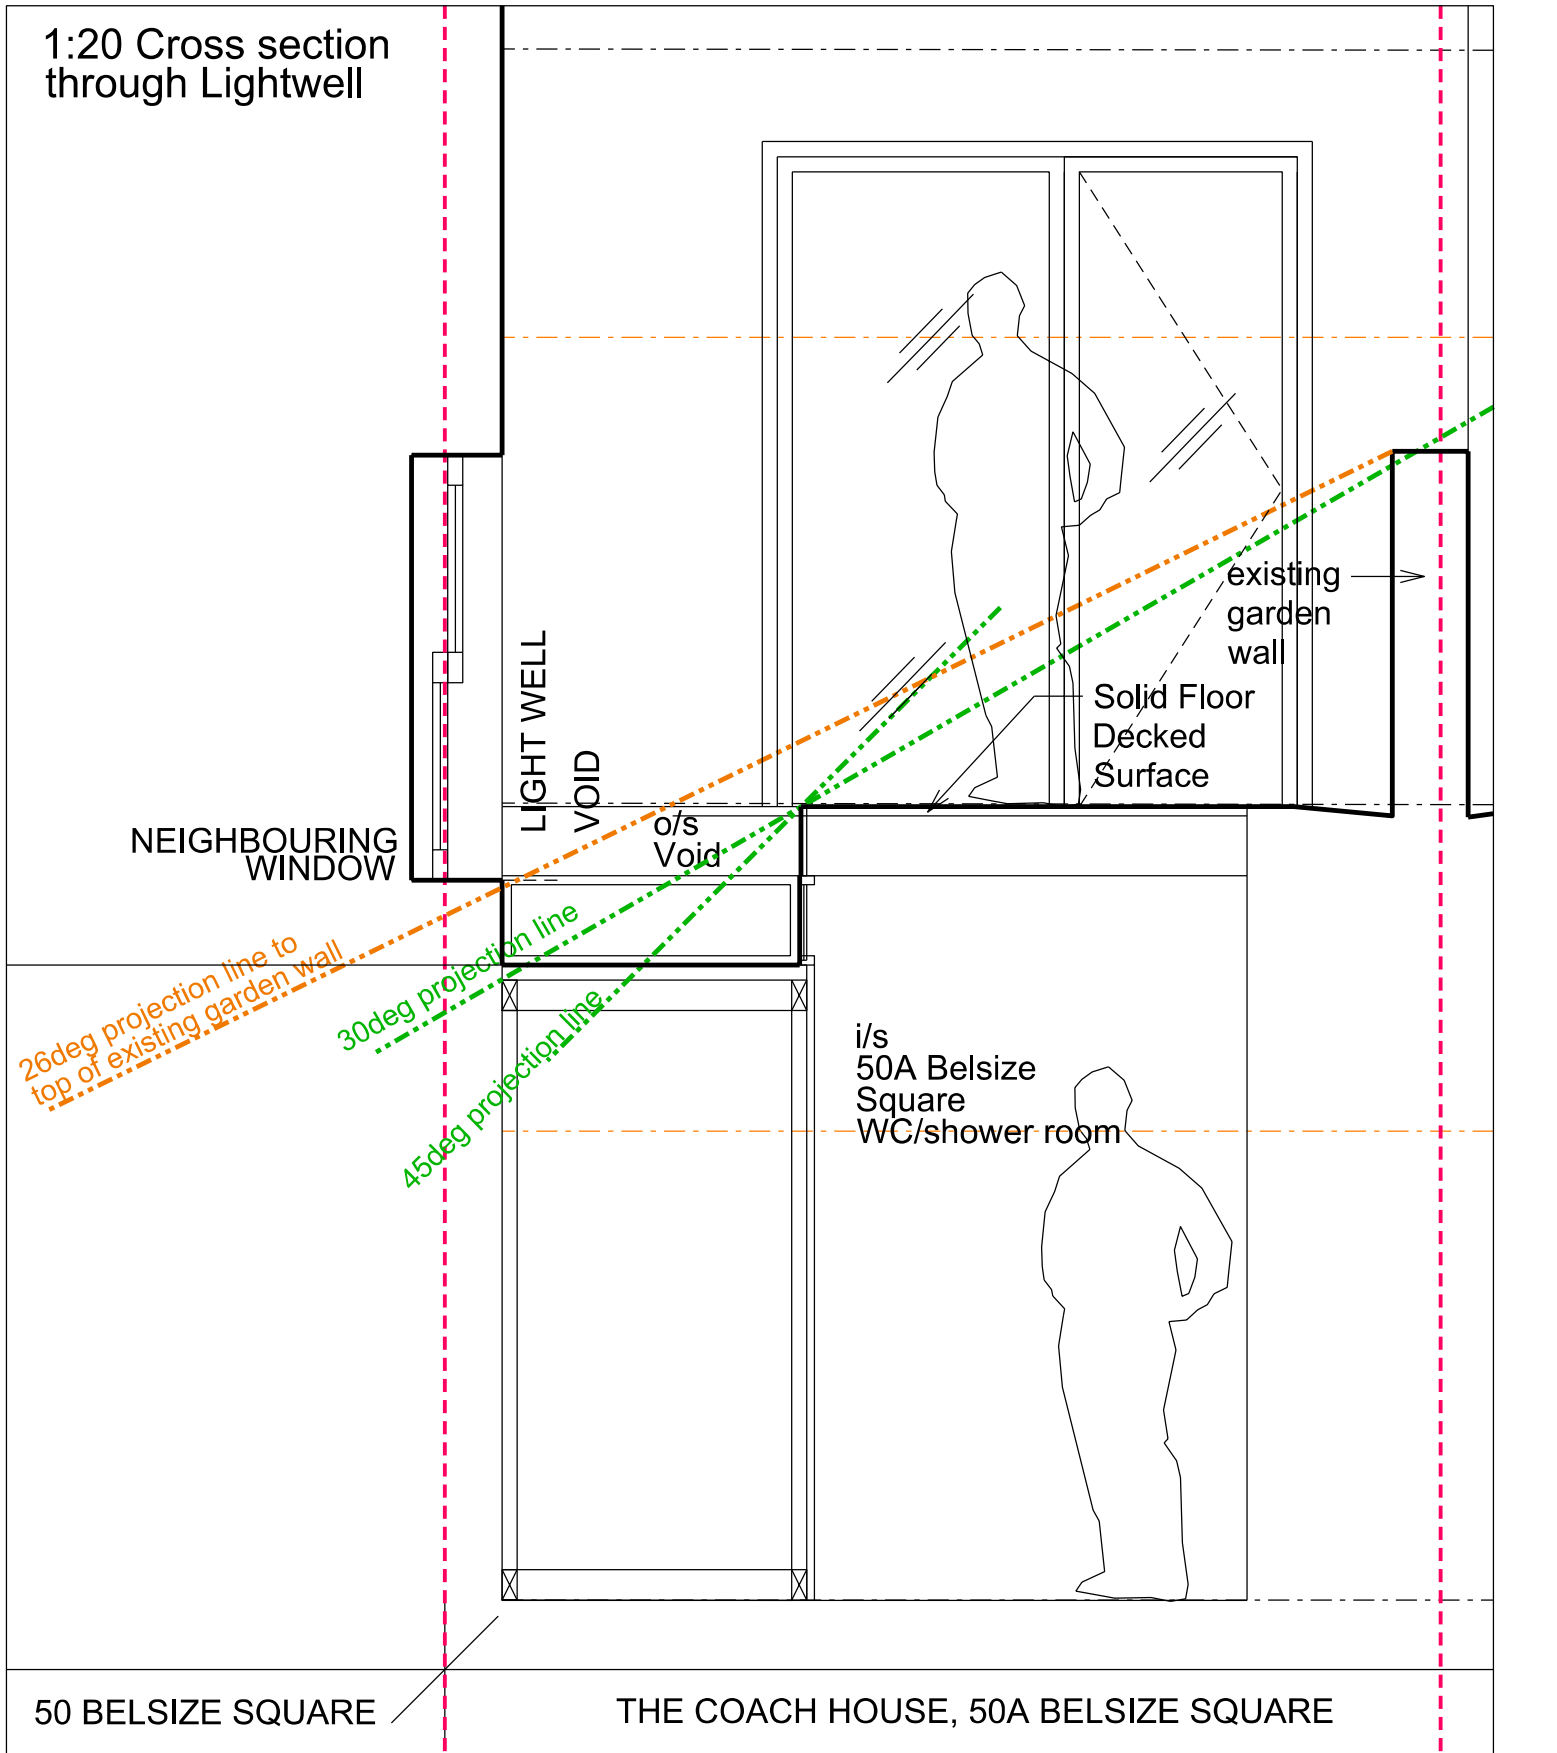 1:20 Cross section
through Lightwell
existing
garden
wall
Solid Floor
Decked
Surface
LIGHT WELL
VOID
o/s
Void
NEIGHBOURING
WINDOW
26deg projection line to
top of existing garden wall
30deg projection line
45deg projection line
i/s
50A Belsize
Square
WC/shower room
50 BELSIZE SQUARE
THE COACH HOUSE, 50A BELSIZE SQUARE